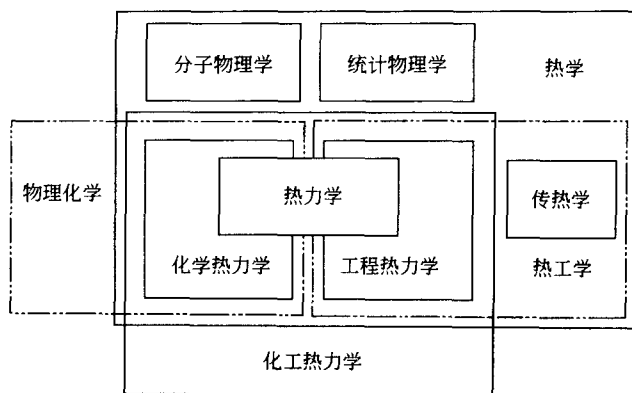 分子物理学
统计物理学
热学
物理化学
热力学
传热学
化学热力学
工程热力学
热工学
化工热力学